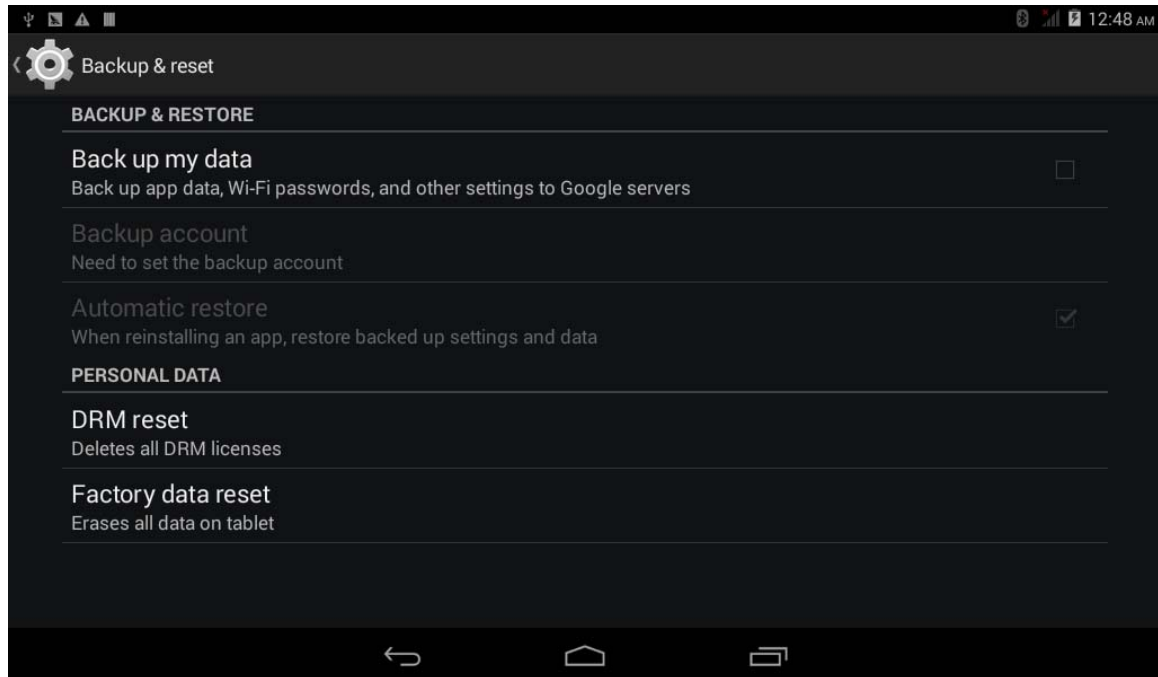 12:48 AM
Backup & reset
BACKUP & RESTORE
Back up my data
Back up app data, Wi-Fi passwords, and other settings to Google servers
Backup account
Need to set the backup account
Automatic restore
When reinstalling an app, restore backed up settings and data
PERSONAL DATA
DRM reset
Deletes all DRM licenses
Factory data reset
Erases all data on tablet